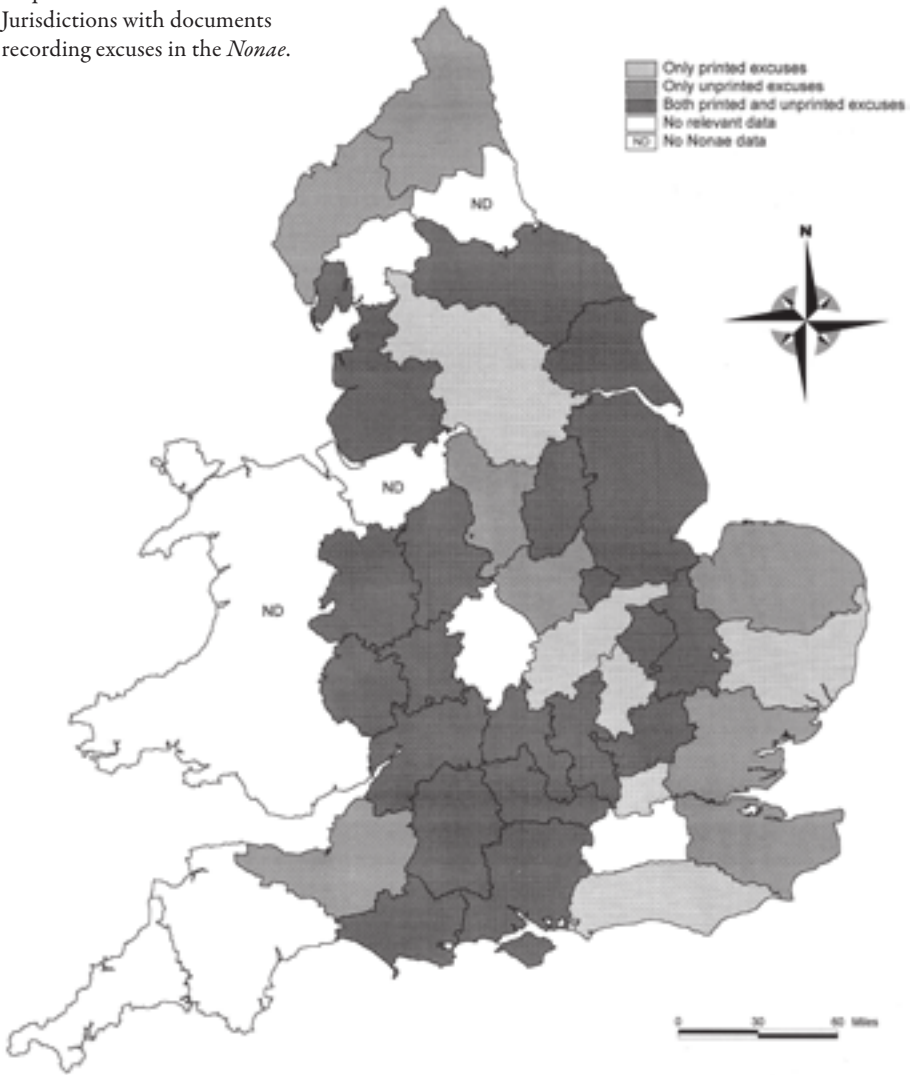 Jurisdictions with documents
recording excuses in the Nonae.
Only printed excuses
Only unprinted excuses
Both printed and unprinted excuses
No relevant data
ND No Nonae data
N
ND
ND
ND
0 30 60 Miles